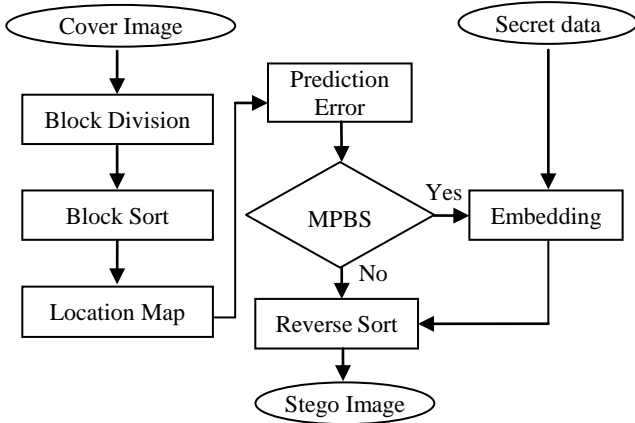 Cover Image
Block Division
Block Sort
Location Map
Prediction
Error
MPBS
Yes
No
Secret data
Embedding
Reverse Sort
Stego Image